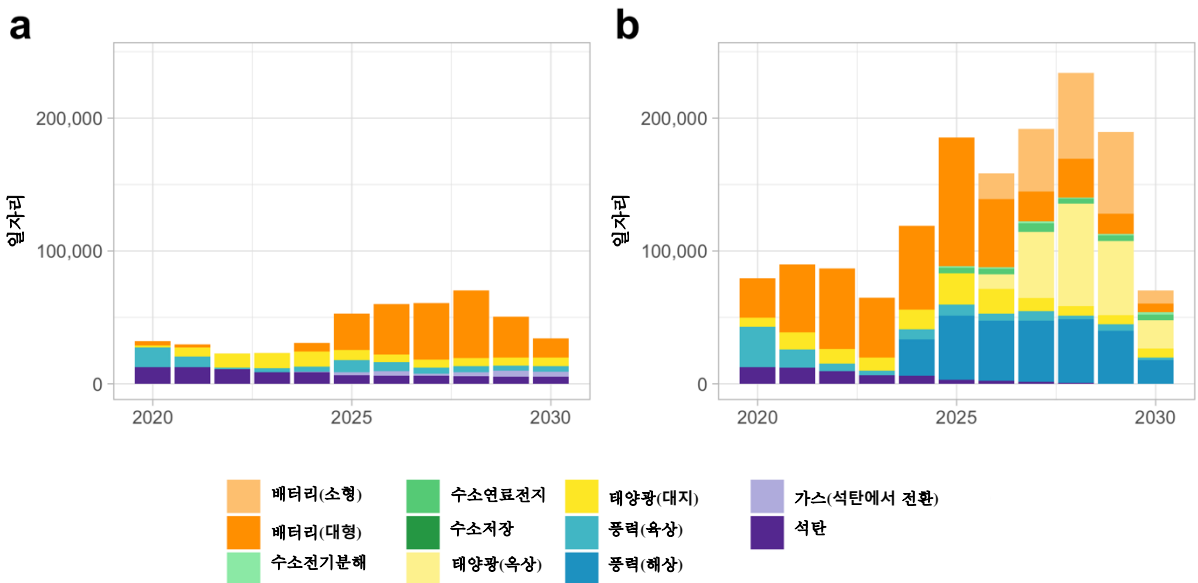 a
b
200,000
100,000
0
일자리
2020
2025
2030
200,000
100,000
0
일자리
2020
2025
2030
배터리(소형)
수소연료전지
태양광(대지)
가스(석탄에서 전환)
배터리(대형)
수소저장
풍력(육상)
석탄
수소전기분해
태양광(옥상)
풍력(해상)